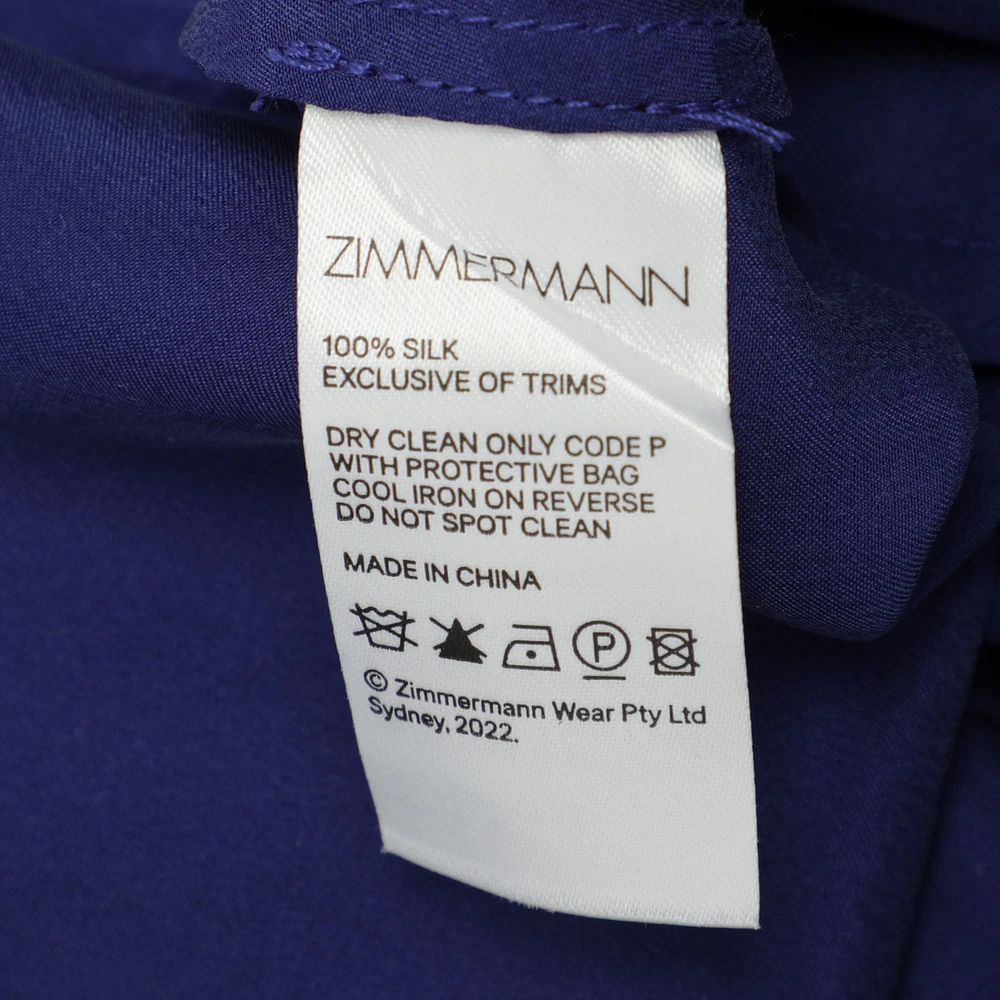 ZIMMERMANN
100% SILK
EXCLUSIVE OF TRIMS
DRY CLEAN ONLY CODE P
WITH PROTECTIVE BAG
COOL IRON ON REVERSE
DO NOT SPOT CLEAN
MADE IN CHINA
P
© Zimmermann Wear Pty Ltd
Sydney, 2022.